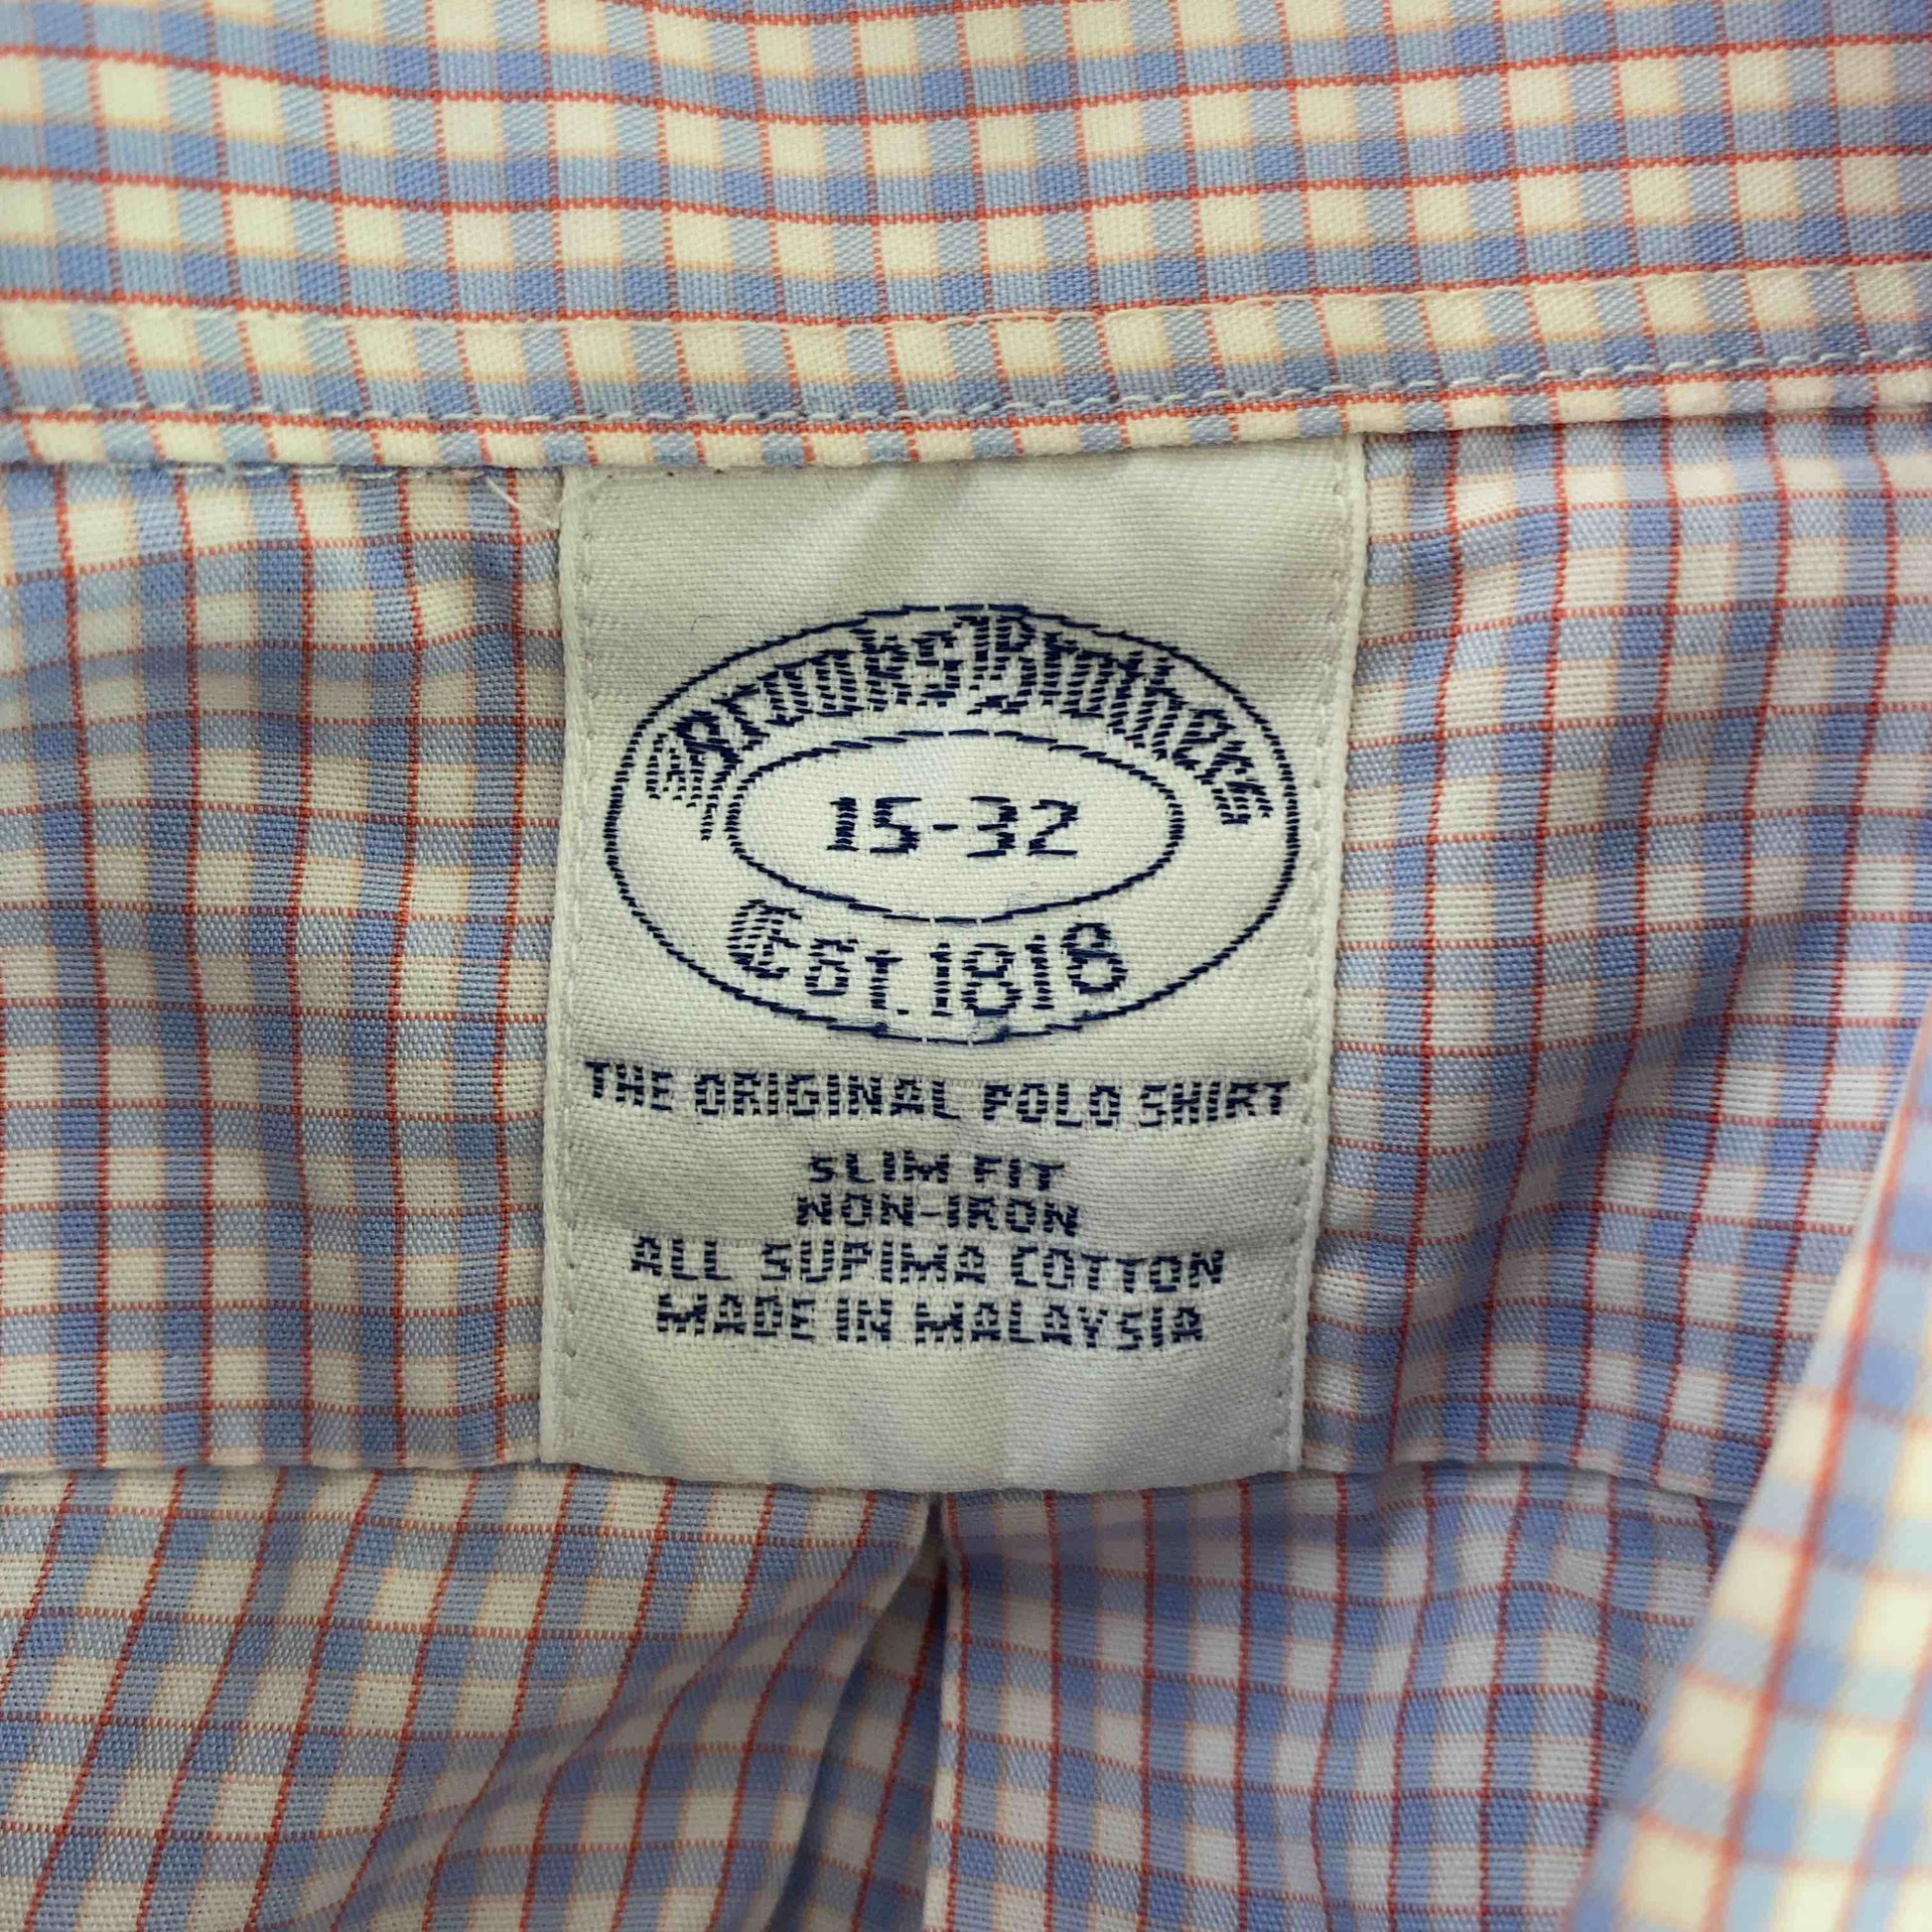 Brooks Brothers
15-32
Est. 1818
THE ORIGINAL POLO SHIRT
SLIM FIT
NON-IRON
ALL SUPIMA COTTON
MADE IN MALAYSIA